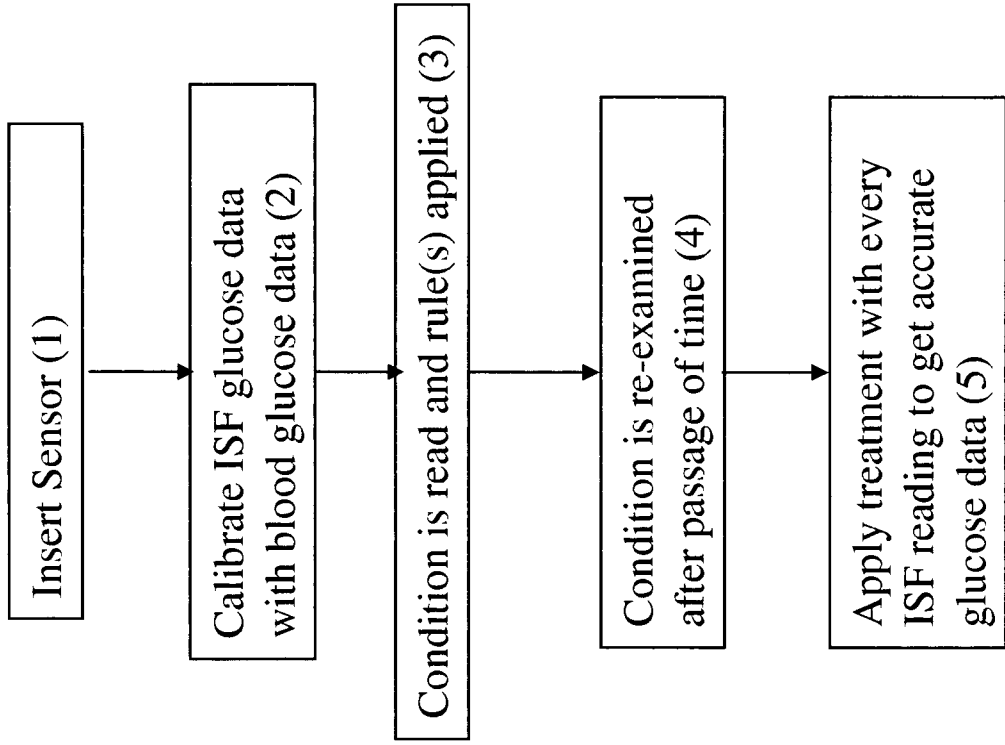 Insert Sensor (1)
Calibrate ISF glucose data
with blood glucose data (2)
Condition is read and rule(s) applied (3)
Condition is re-examined
after passage of time (4)
Apply treatment with every
ISF reading to get accurate
glucose data (5)